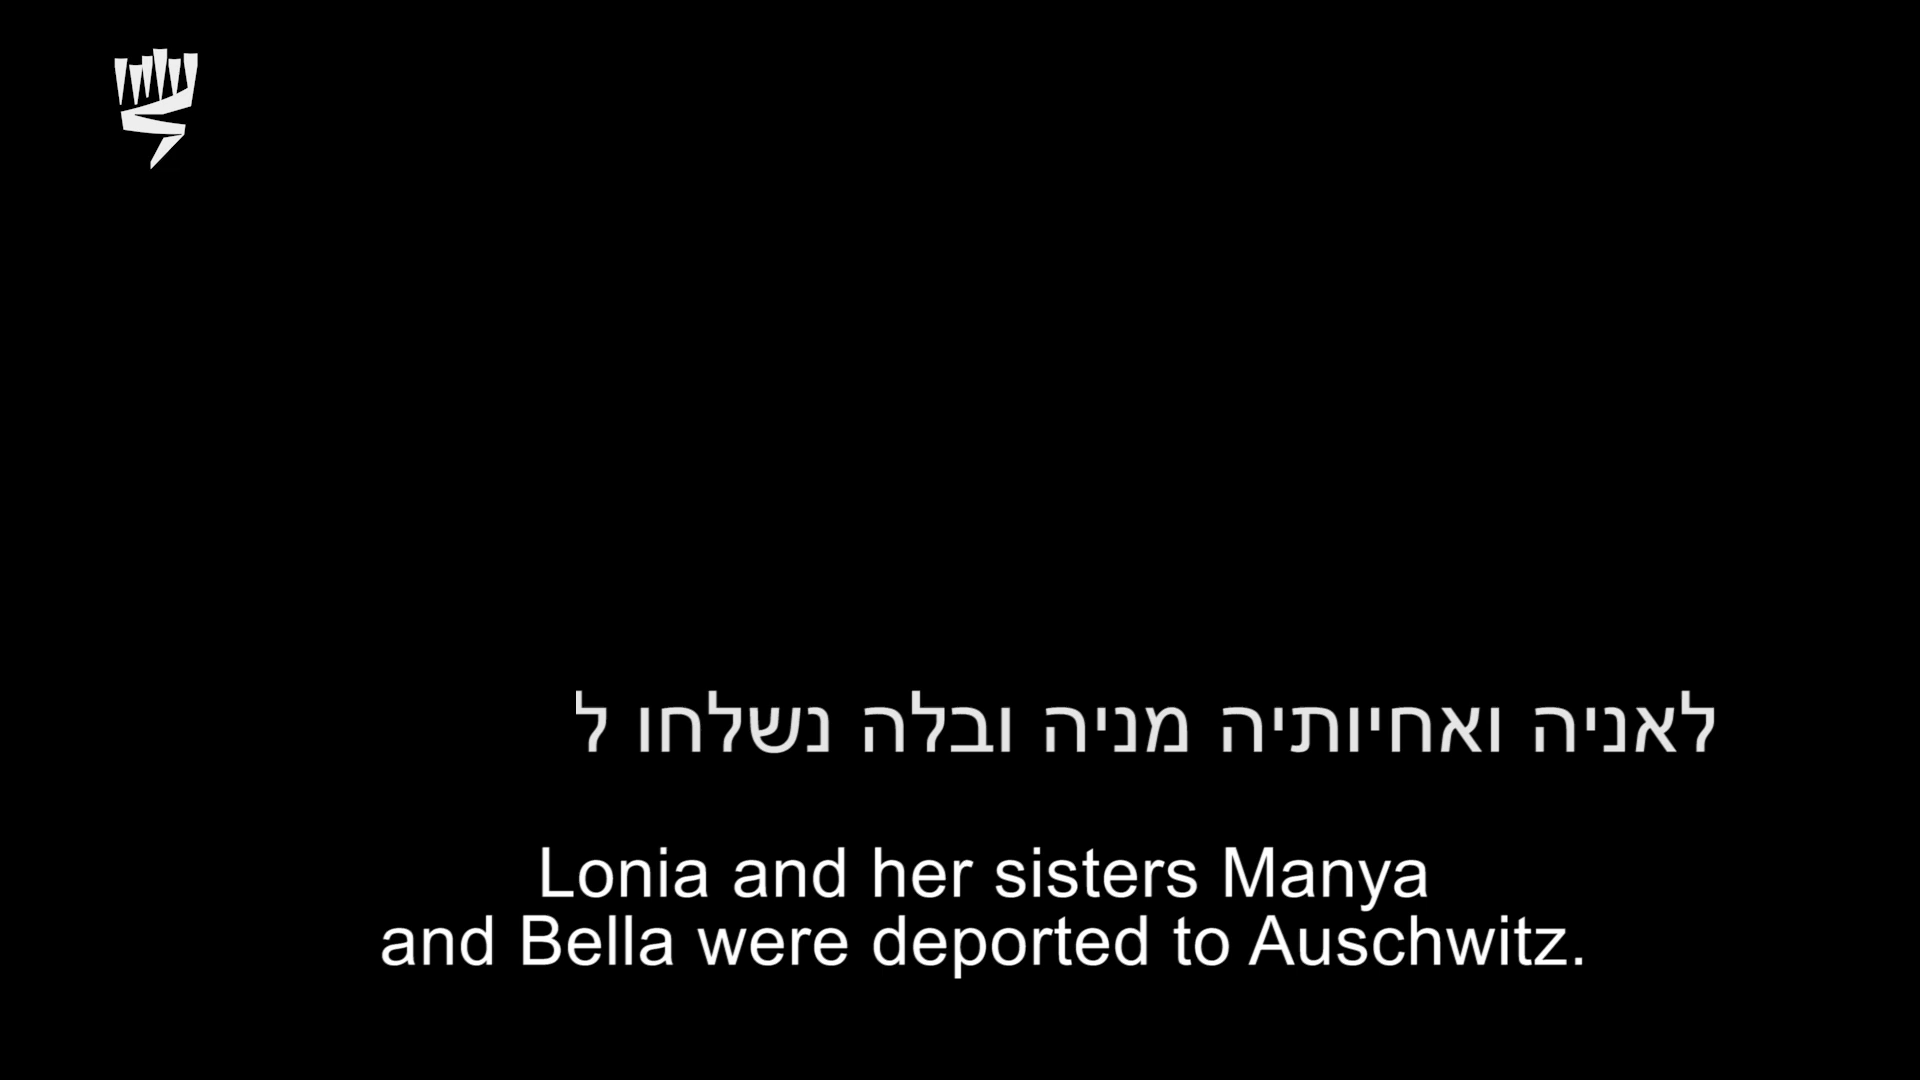 לאניה ואחיותיה מניה ובלה נשלחו ל
Lonia and her sisters Manya
and Bella were deported to Auschwitz.